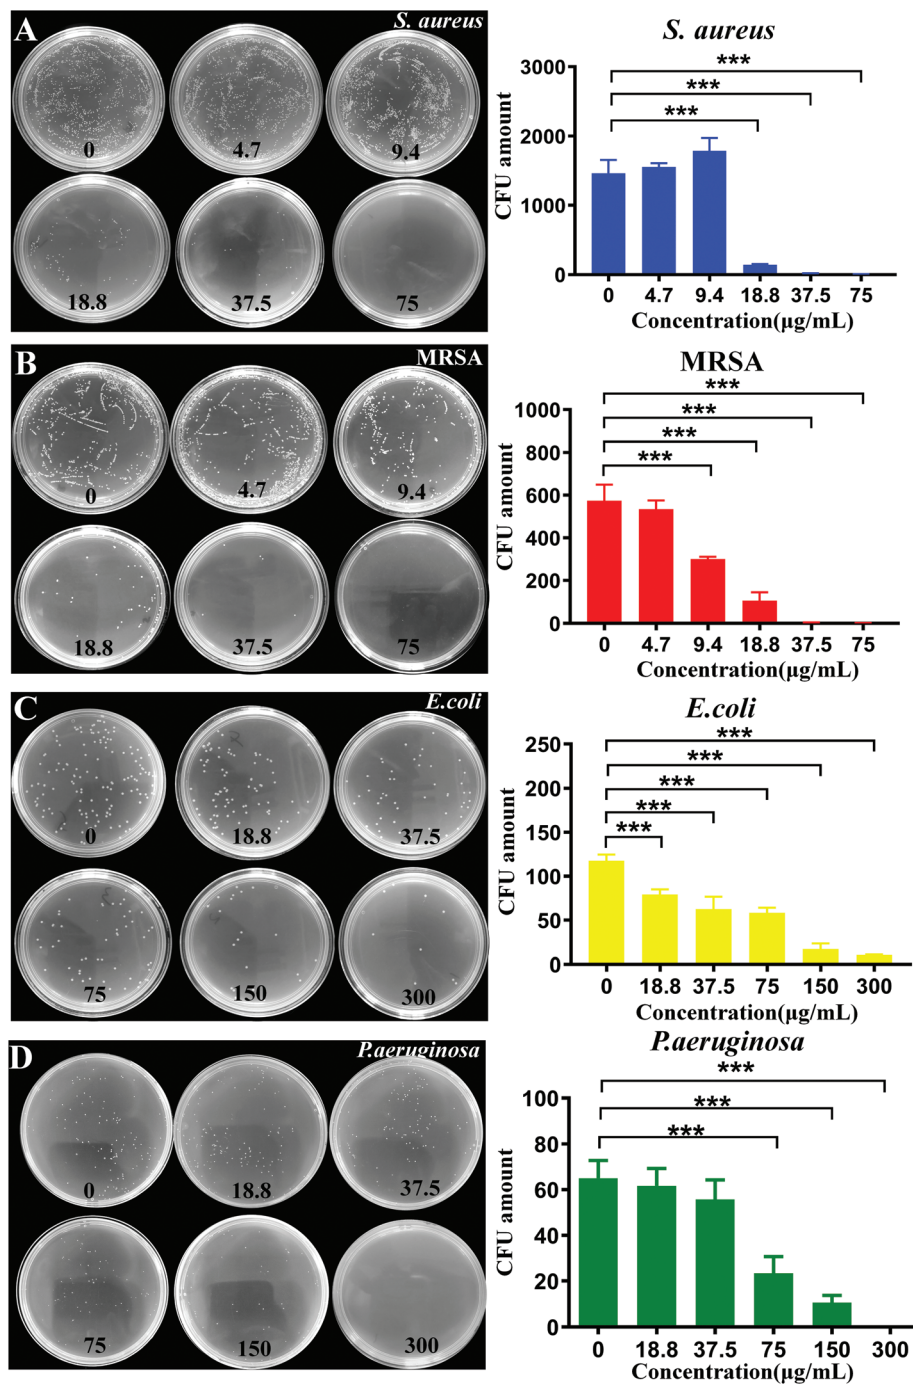 A
S. aureus
0
4.7
9.4
18.8
37.5
75
S. aureus
***
***
***
CFU amount
3000
2000
1000
0
0 4.7 9.4 18.8 37.5 75
Concentration(μg/mL)
B
MRSA
0
4.7
9.4
18.8
37.5
75
MRSA
***
***
***
***
CFU amount
1000
800
600
400
200
0
0 4.7 9.4 18.8 37.5 75
Concentration(μg/mL)
C
E.coli
0
18.8
37.5
75
150
300
E.coli
***
***
***
***
***
CFU amount
250
200
150
100
50
0
0 18.8 37.5 75 150 300
Concentration(μg/mL)
D
P.aeruginosa
0
18.8
37.5
75
150
300
P.aeruginosa
***
***
***
CFU amount
100
80
60
40
20
0
0 18.8 37.5 75 150 300
Concentration(μg/mL)